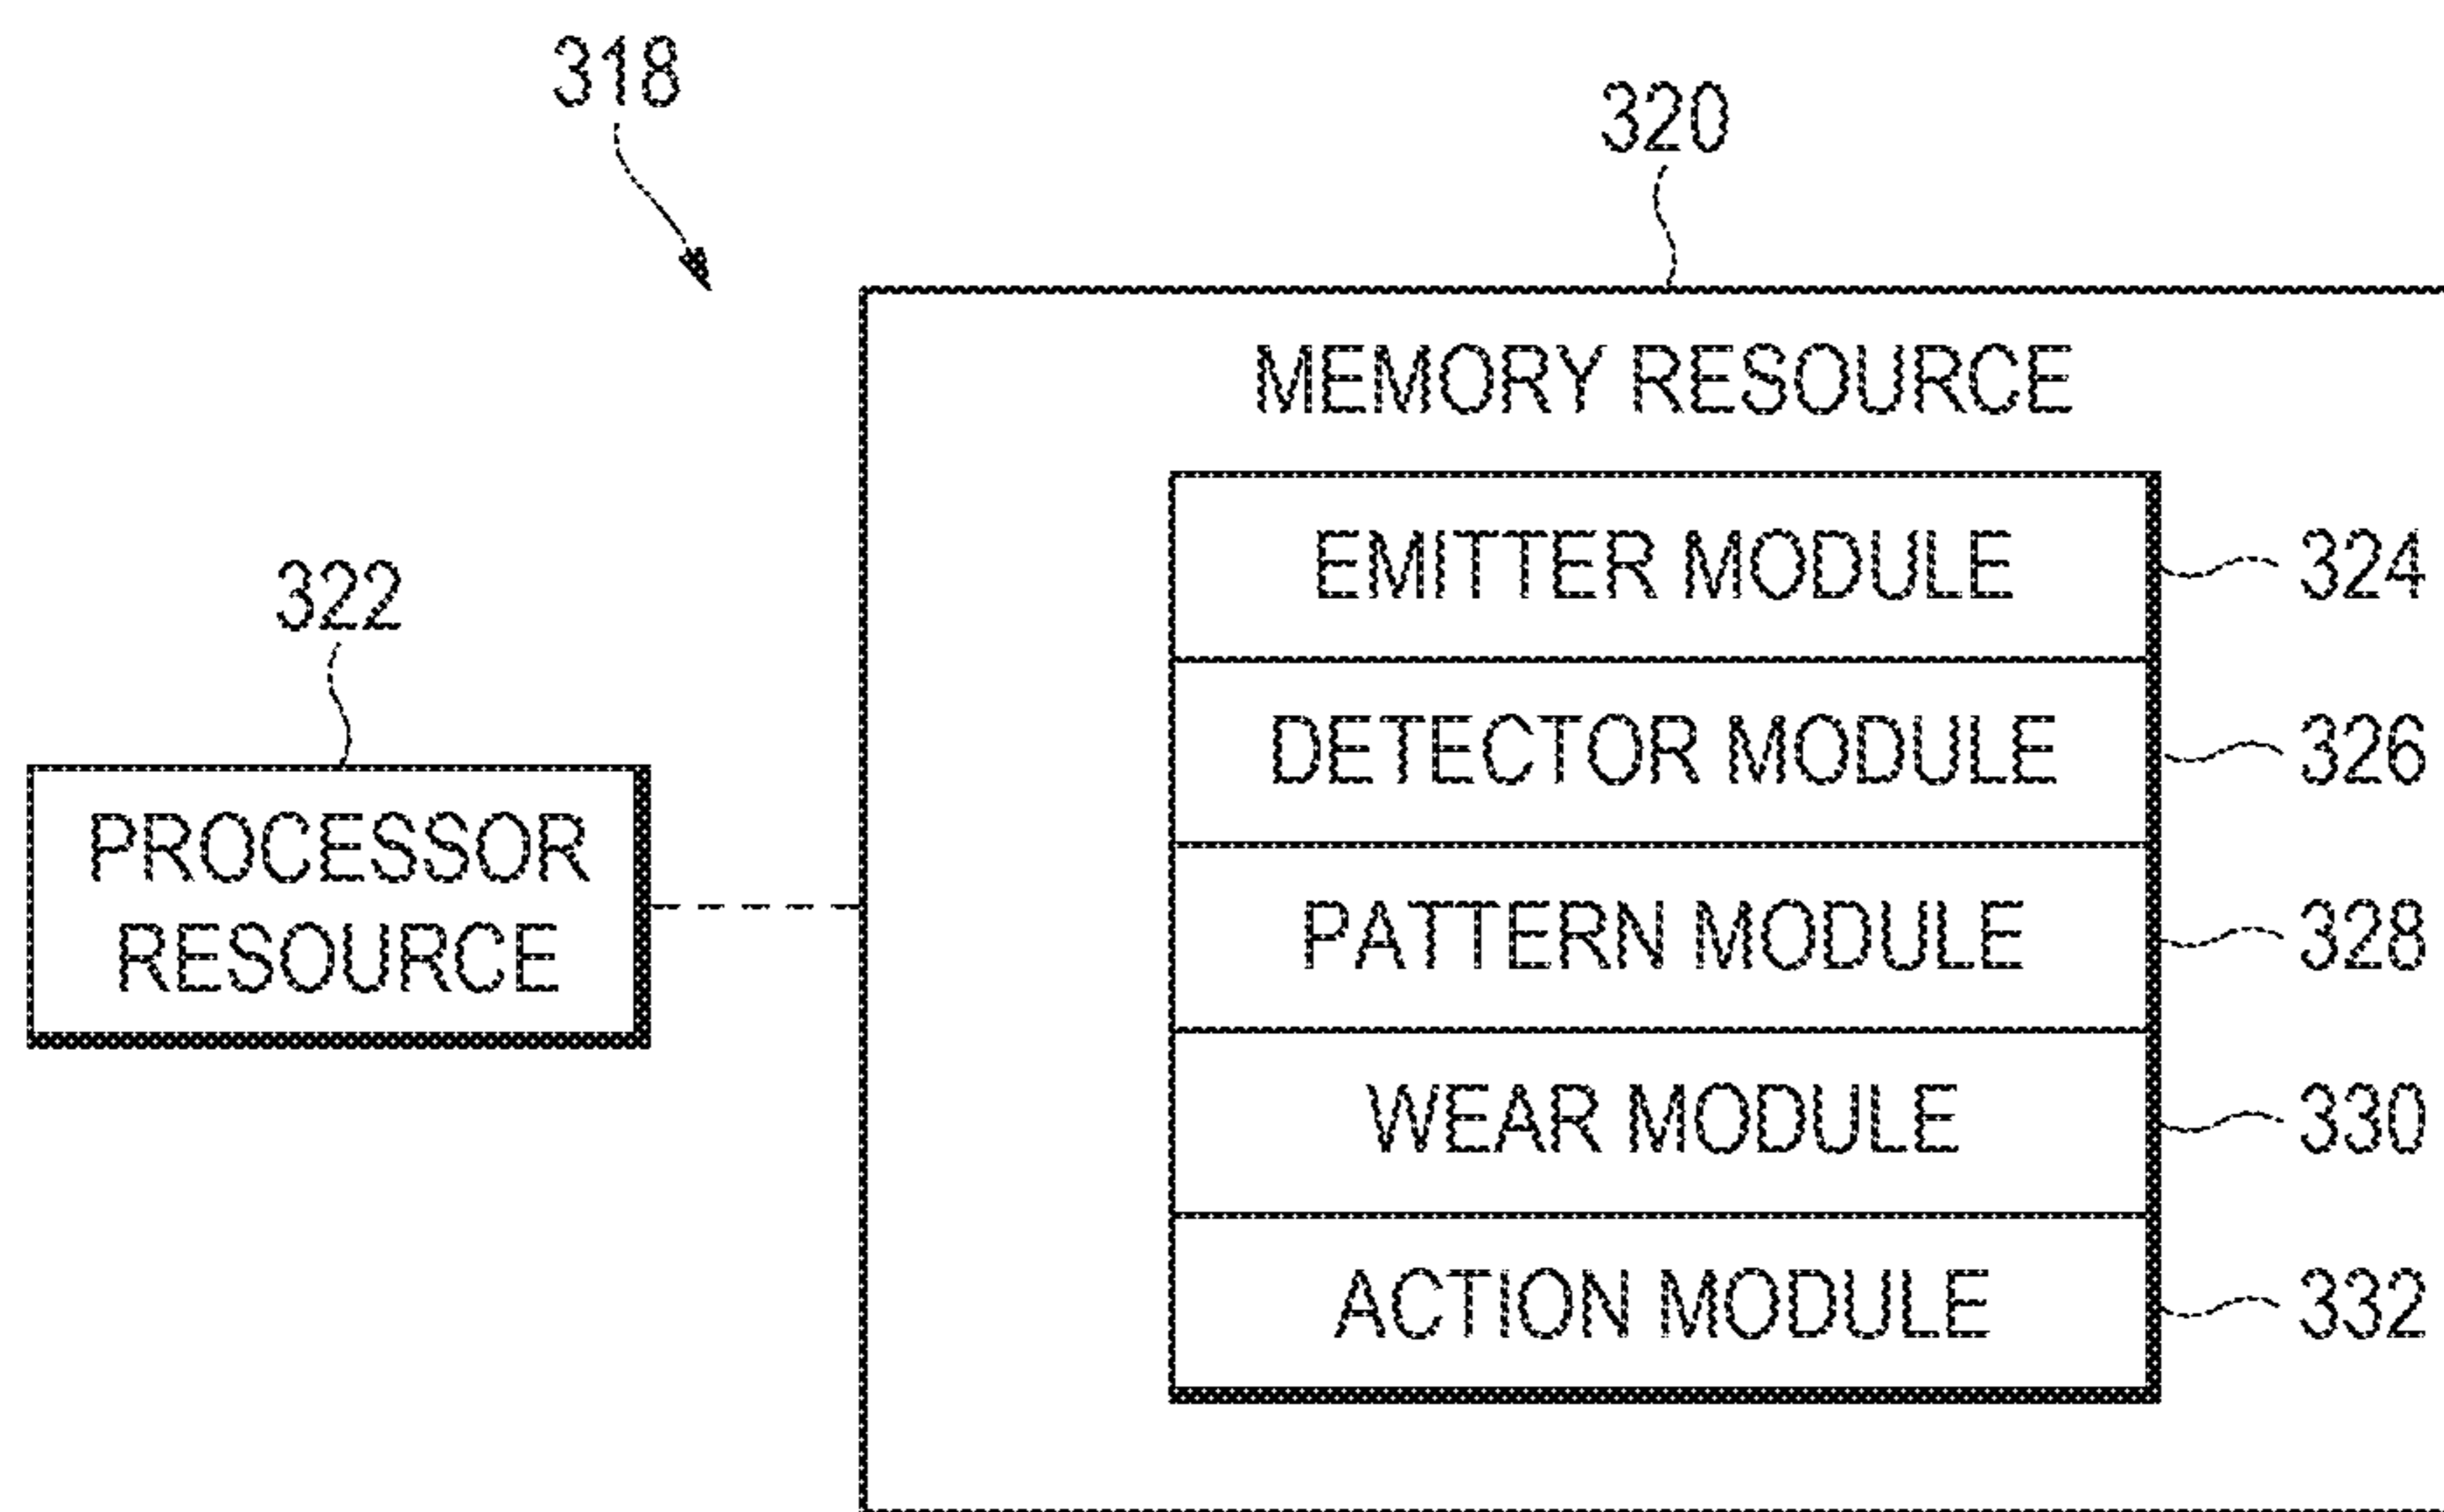 318
320
MEMORY RESOURCE
EMITTER MODULE
324
322
DETECTOR MODULE
326
PROCESSOR
RESOURCE
PATTERN MODULE
328
WEAR MODULE
330
ACTION MODULE
332